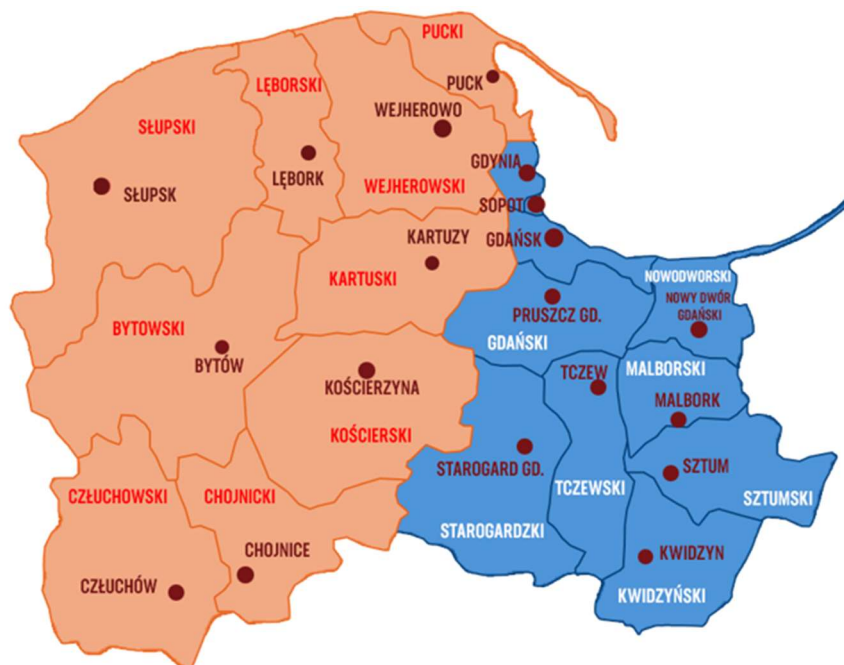 PUCKI
PUCK
LĘBORSKI
WEJHEROWO
SŁUPSKI
GDYNIA
LĘBORK
WEJHEROWSKI
SŁUPSK
SOPOT
KARTUZY
GDAŃSK
KARTUSKI
NOWODWORSKI
NOWY DWÓR
GDAŃSKI
PRUSZCZ GD.
BYTOWSKI
GDAŃSKI
BYTÓW
TCZEW
MALBORSKI
KOŚCIERZYNA
MALBORK
KOŚCIERSKI
STAROGARD GD.
SZTUM
TCZEWSKI
CZŁUCHOWSKI
CHOJNICKI
SZTUMSKI
STAROGARDZKI
CHOJNICE
KWIDZYN
CZŁUCHÓW
KWIDZYŃSKI